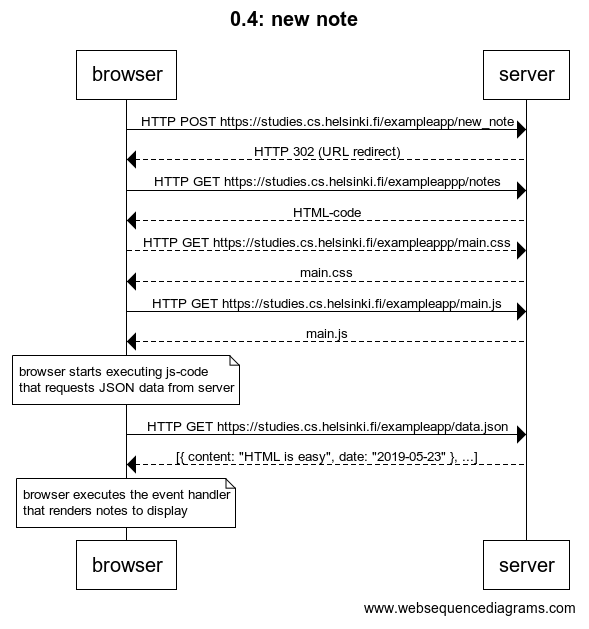 0.4: new note
browser
server
HTTP POST https://studies.cs.helsinki.fi/exampleapp/new_note
HTTP 302 (URL redirect)
HTTP GET https://studies.cs.helsinki.fi/exampleappp/notes
HTML-code
HTTP GET https://studies.cs.helsinki.fi/exampleappp/main.css
main.css
HTTP GET https://studies.cs.helsinki.fi/exampleapp/main.js
main.js
browser starts executing js-code
that requests JSON data from server
HTTP GET https://studies.cs.helsinki.fi/exampleapp/data.json
[{ content: "HTML is easy", date: "2019-05-23" }, ...]
browser executes the event handler
that renders notes to display
browser
server
www.websequencediagrams.com